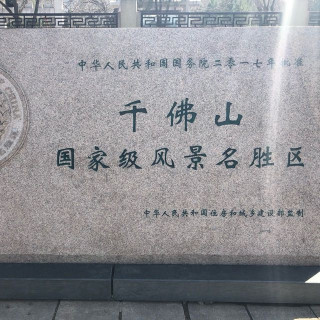 中华人民共和国国务院二零一七年批准
千佛山
国家级风景名胜区
中华人民共和国住房和城乡建设部监制